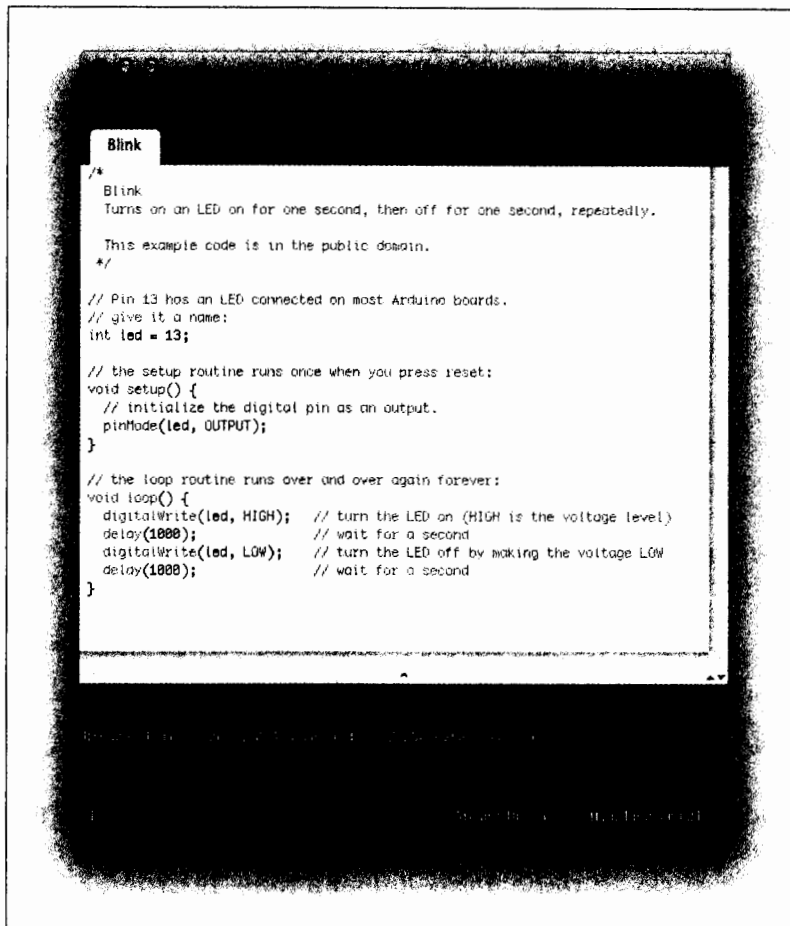 Blink
/*
  Blink
  Turns on an LED on for one second, then off for one second, repeatedly.

  This example code is in the public domain.
 */

// Pin 13 has an LED connected on most Arduino boards.
// give it a name:
int led = 13;

// the setup routine runs once when you press reset:
void setup() {
  // initialize the digital pin as an output.
  pinMode(led, OUTPUT);
}

// the loop routine runs over and over again forever:
void loop() {
  digitalWrite(led, HIGH);   // turn the LED on (HIGH is the voltage level)
  delay(1000);               // wait for a second
  digitalWrite(led, LOW);    // turn the LED off by making the voltage LOW
  delay(1000);               // wait for a second
}